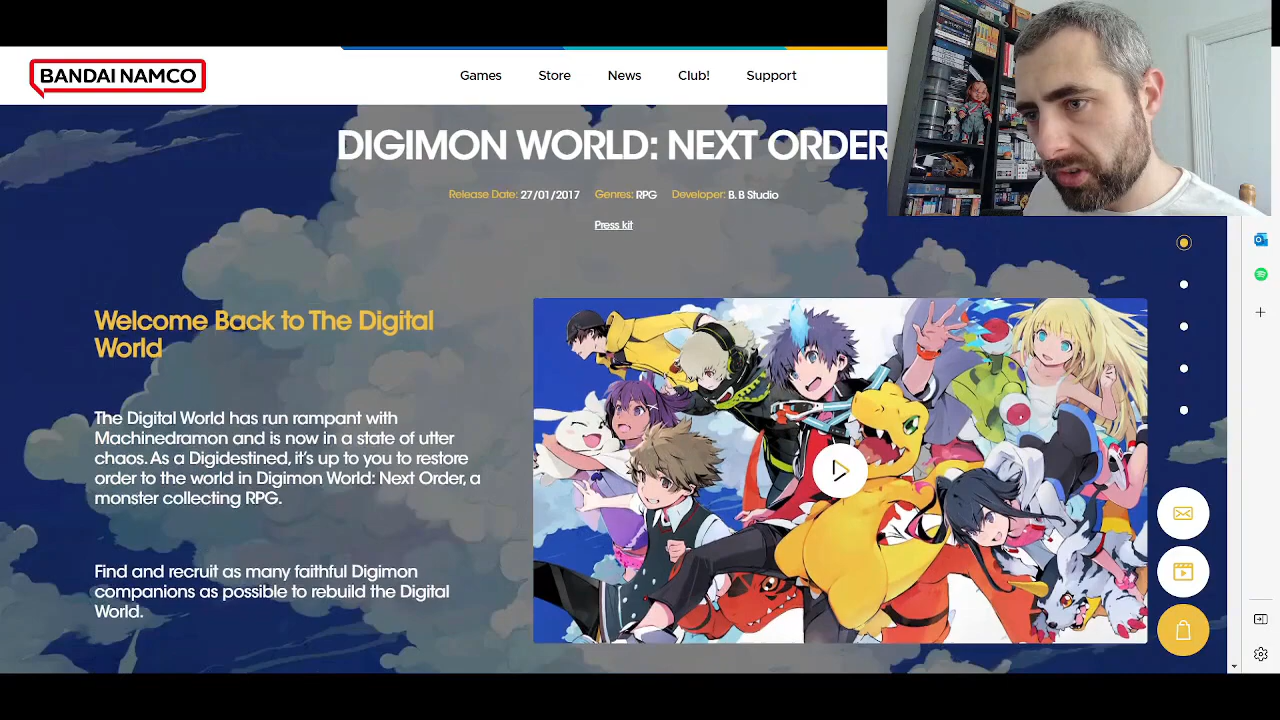 BANDAI NAMCO
Games Store News Club! Support
DIGIMON WORLD: NEXT ORDER
Release Date: 27/01/2017 Genres: RPG Developer: B. B Studio
Press kit
Welcome Back to The Digital
World
The Digital World has run rampant with
Machinedramon and is now in a state of utter
chaos. As a Digidestined, it's up to you to restore
order to the world in Digimon World: Next Order, a
monster collecting RPG.
Find and recruit as many faithful Digimon
companions as possible to rebuild the Digital
World.